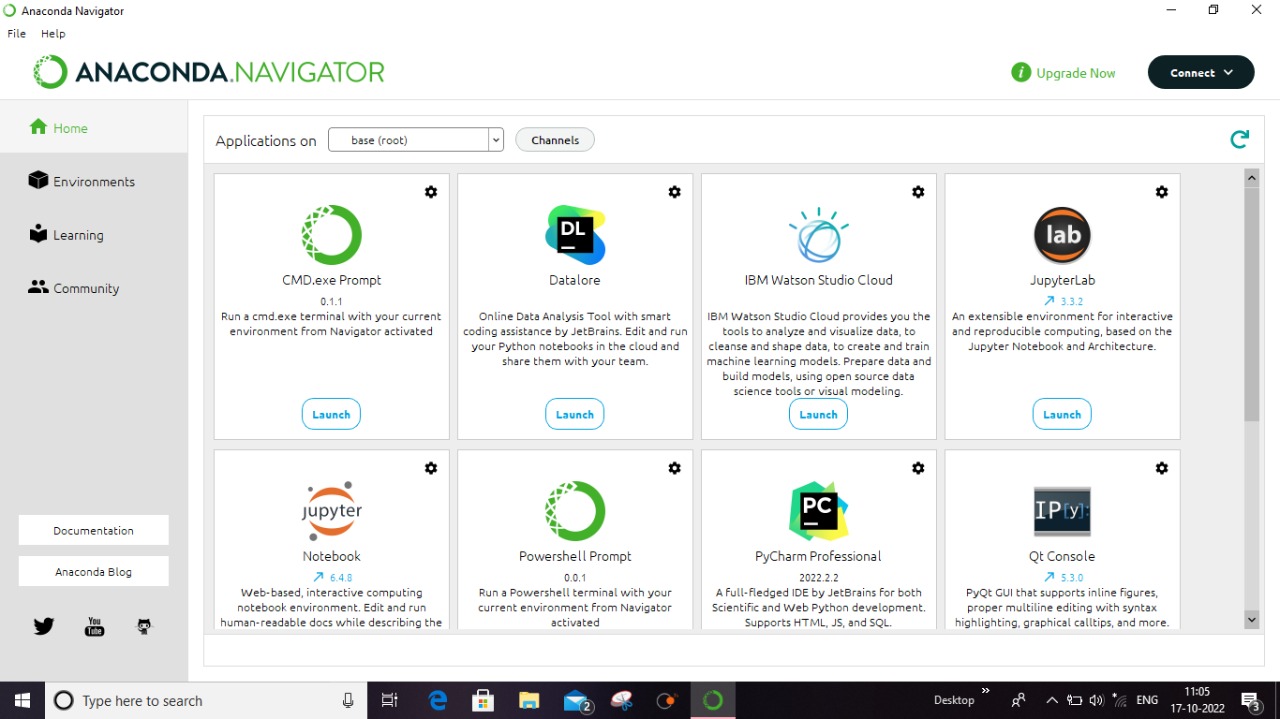 Anaconda Navigator
File Help
ANACONDA.NAVIGATOR
Upgrade Now
Connect
Home
Environments
Learning
Community
Documentation
Anaconda Blog
You
Tube
Applications on
base (root)
Channels
CMD.exe Prompt
0.1.1
Run a cmd.exe terminal with your current
environment from Navigator activated
Launch
DL
Datalore
Online Data Analysis Tool with smart
coding assistance by JetBrains. Edit and run
your Python notebooks in the cloud and
share them with your team.
Launch
IBM Watson Studio Cloud
IBM Watson Studio Cloud provides you the
tools to analyze and visualize data, to
cleanse and shape data, to create and train
machine learning models. Prepare data and
build models, using open source data
science tools or visual modeling.
Launch
lab
JupyterLab
3.3.2
An extensible environment for interactive
and reproducible computing, based on the
Jupyter Notebook and Architecture.
Launch
jupyter
Notebook
6.4.8
Web-based, interactive computing
notebook environment. Edit and run
human-readable docs while describing the
Powershell Prompt
0.0.1
Run a Powershell terminal with your
current environment from Navigator
activated
PC
PyCharm Professional
2022.2.2
A full-fledged IDE by JetBrains for both
Scientific and Web Python development.
Supports HTML, JS, and SQL.
IP[y]:
Qt Console
5.3.0
PyQt GUI that supports inline figures,
proper multiline editing with syntax
highlighting, graphical calltips, and more.
Type here to search
2
Desktop
ENG
11:05
17-10-2022
3